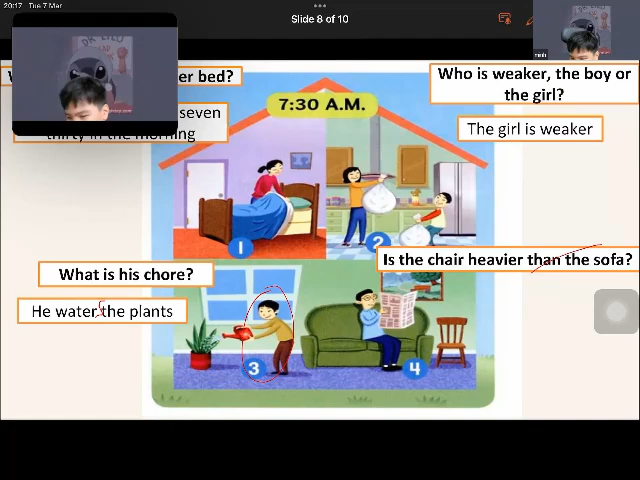 20:17 Tue 7 Mar
Slide 8 of 10
minh
er bed?
seven
thirty in the morning
Who is weaker, the boy or
the girl?
The girl is weaker
7:30 A.M.
1
2
Is the chair heavier than the sofa?
What is his chore?
He waters the plants
3
4